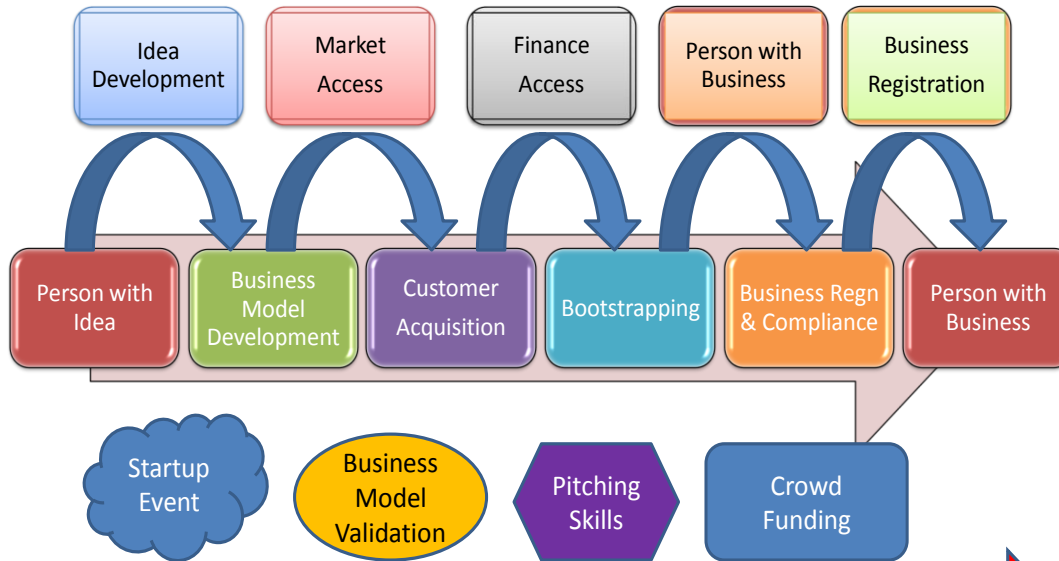 Idea
Development
Market
Access
Finance
Access
Person with
Business
Business
Registration
Person with
Idea
Business
Model
Development
Customer
Acquisition
Bootstrapping
Business Regn
& Compliance
Person with
Business
Startup
Event
Business
Model
Validation
Pitching
Skills
Crowd
Funding